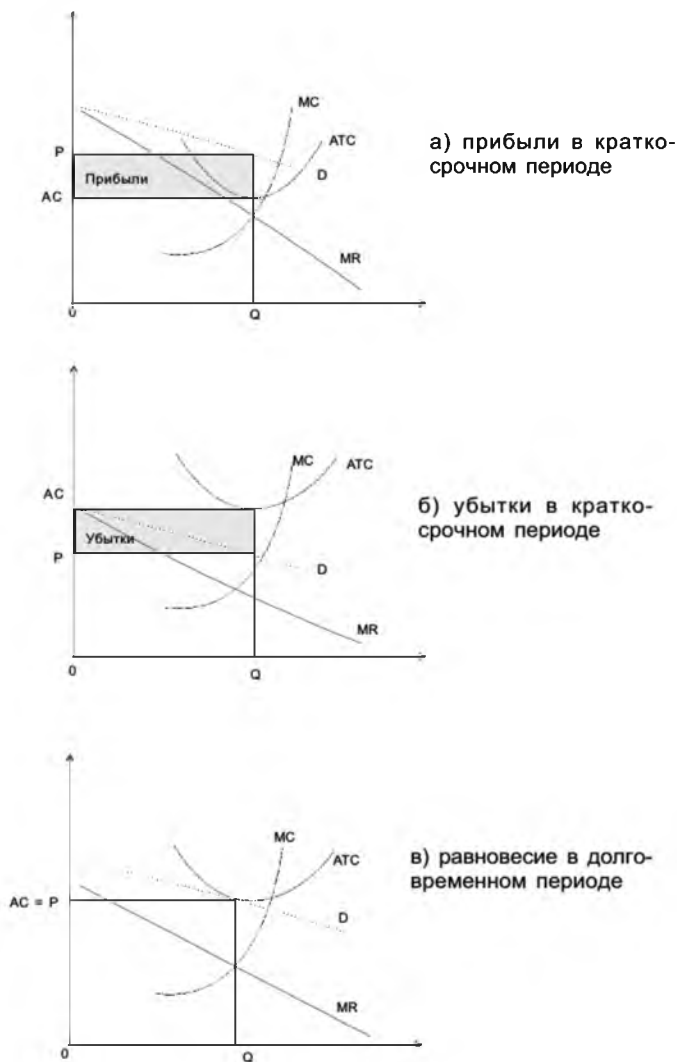 MC
ATC
P
Прибыли
D
AC
MR
0
Q
а) прибыли в кратко-
срочном периоде
MC
ATC
AC
Убытки
P
D
MR
0
Q
б) убытки в кратко-
срочном периоде
MC
ATC
AC = P
D
MR
0
Q
в) равновесие в долго-
временном периоде